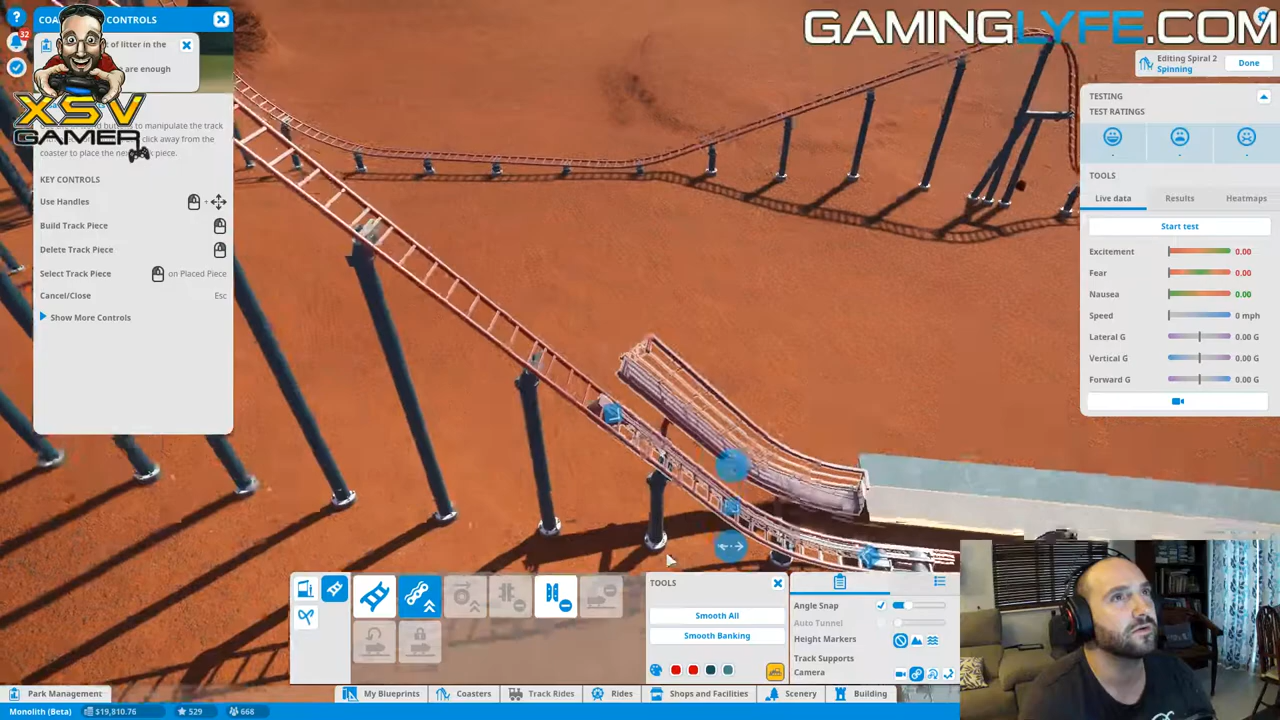 COA
CONTROLS
GAMINGLYFE.COM
32
of litter in the
are enough
XSV
GAMER
to manipulate the track
click away from the
coaster to place the
piece.
KEY CONTROLS
Use Handles
+
Build Track Piece
Delete Track Piece
Select Track Piece
on Placed Piece
Cancel/Close
Esc
Show More Controls
Editing Spiral 2
Spinning
Done
TESTING
TEST RATINGS
- - -
TOOLS
Live data Results Heatmaps
Start test
Excitement 0.00
Fear 0.00
Nausea 0.00
Speed 0 mph
Lateral G 0.00 G
Vertical G 0.00 G
Forward G 0.00 G
TOOLS
Smooth All
Smooth Banking
Angle Snap
Auto Tunnel
Height Markers
Track Supports
Camera
Park Management
My Blueprints
Coasters
Track Rides
Rides
Shops and Facilities
Scenery
Building
Monolith (Beta) $19,810.76 529 668